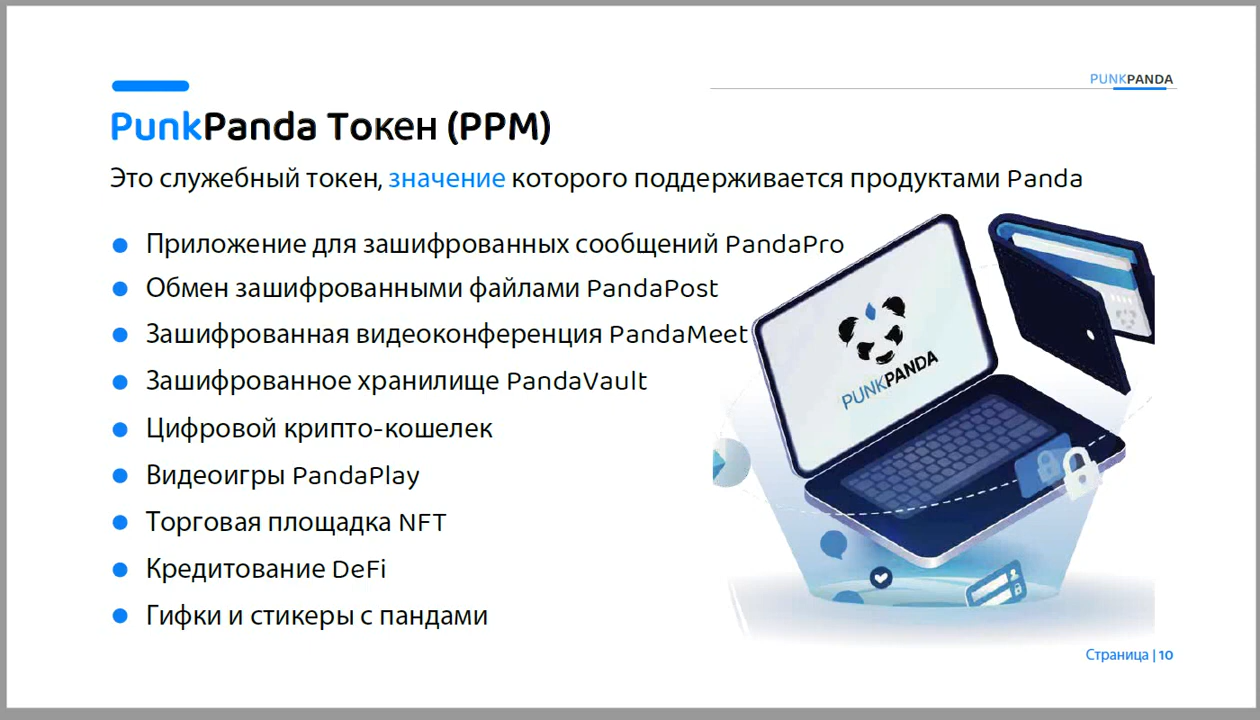 PUNKPANDA
PunkPanda Токен (PPM)
Это служебный токен, значение которого поддерживается продуктами Panda
Приложение для зашифрованных сообщений PandaPro
Обмен зашифрованными файлами PandaPost
Зашифрованная видеоконференция PandaMeet
Зашифрованное хранилище PandaVault
Цифровой крипто-кошелек
Видеоигры PandaPlay
Торговая площадка NFT
Кредитование DeFi
Гифки и стикеры с пандами
PUNKPANDA
Страница | 10